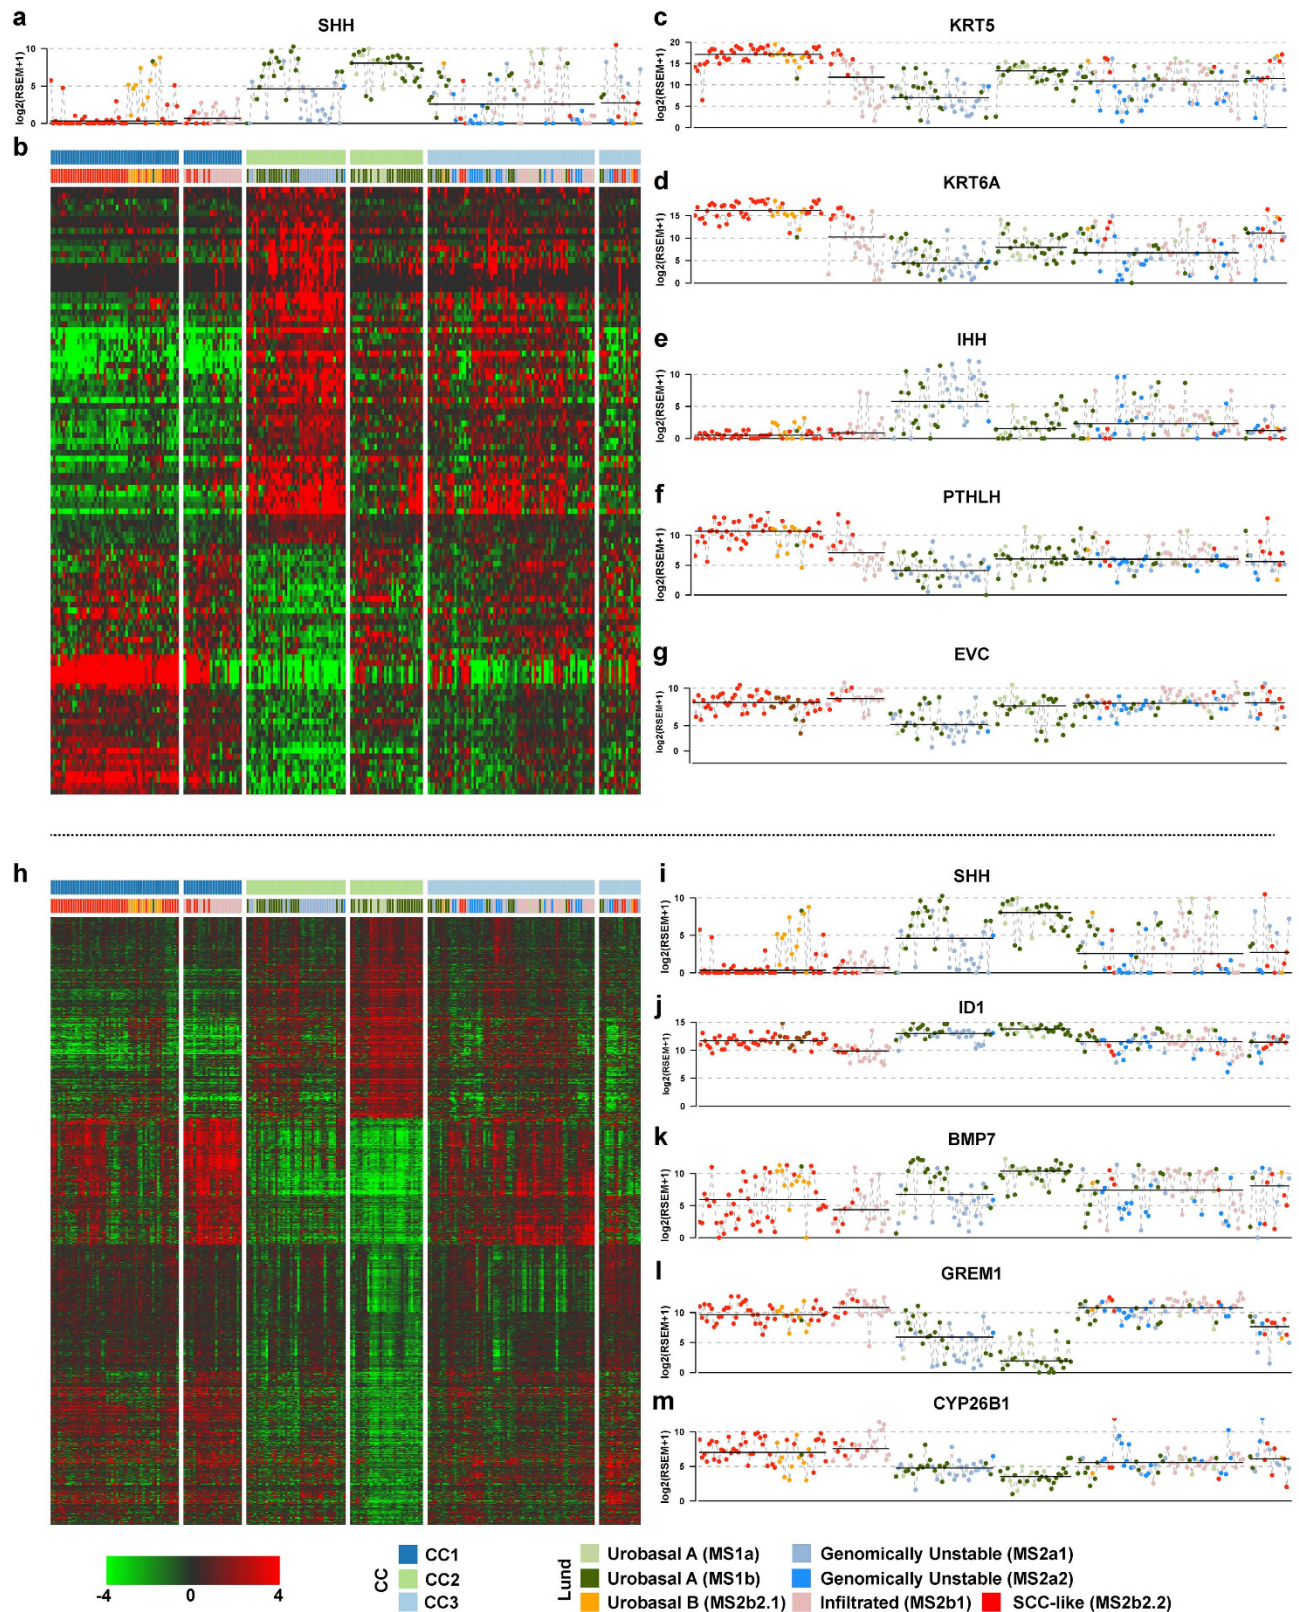 a
SHH
10
5
0
log2(RSEM+1)
b
c
KRT5
20
15
10
5
0
log2(RSEM+1)
d
KRT6A
15
10
5
0
log2(RSEM+1)
e
IHH
10
5
0
log2(RSEM+1)
f
PTHLH
10
5
0
log2(RSEM+1)
g
EVC
10
5
0
log2(RSEM+1)
h
i
SHH
10
5
0
log2(RSEM+1)
j
ID1
15
10
5
0
log2(RSEM+1)
k
BMP7
10
5
0
log2(RSEM+1)
l
GREM1
10
5
0
log2(RSEM+1)
m
CYP26B1
10
5
0
log2(RSEM+1)
-4 0 4
CC
CC1
CC2
CC3
Lund
Urobasal A (MS1a)
Urobasal A (MS1b)
Urobasal B (MS2b2.1)
Genomically Unstable (MS2a1)
Genomically Unstable (MS2a2)
Infiltrated (MS2b1)
SCC-like (MS2b2.2)